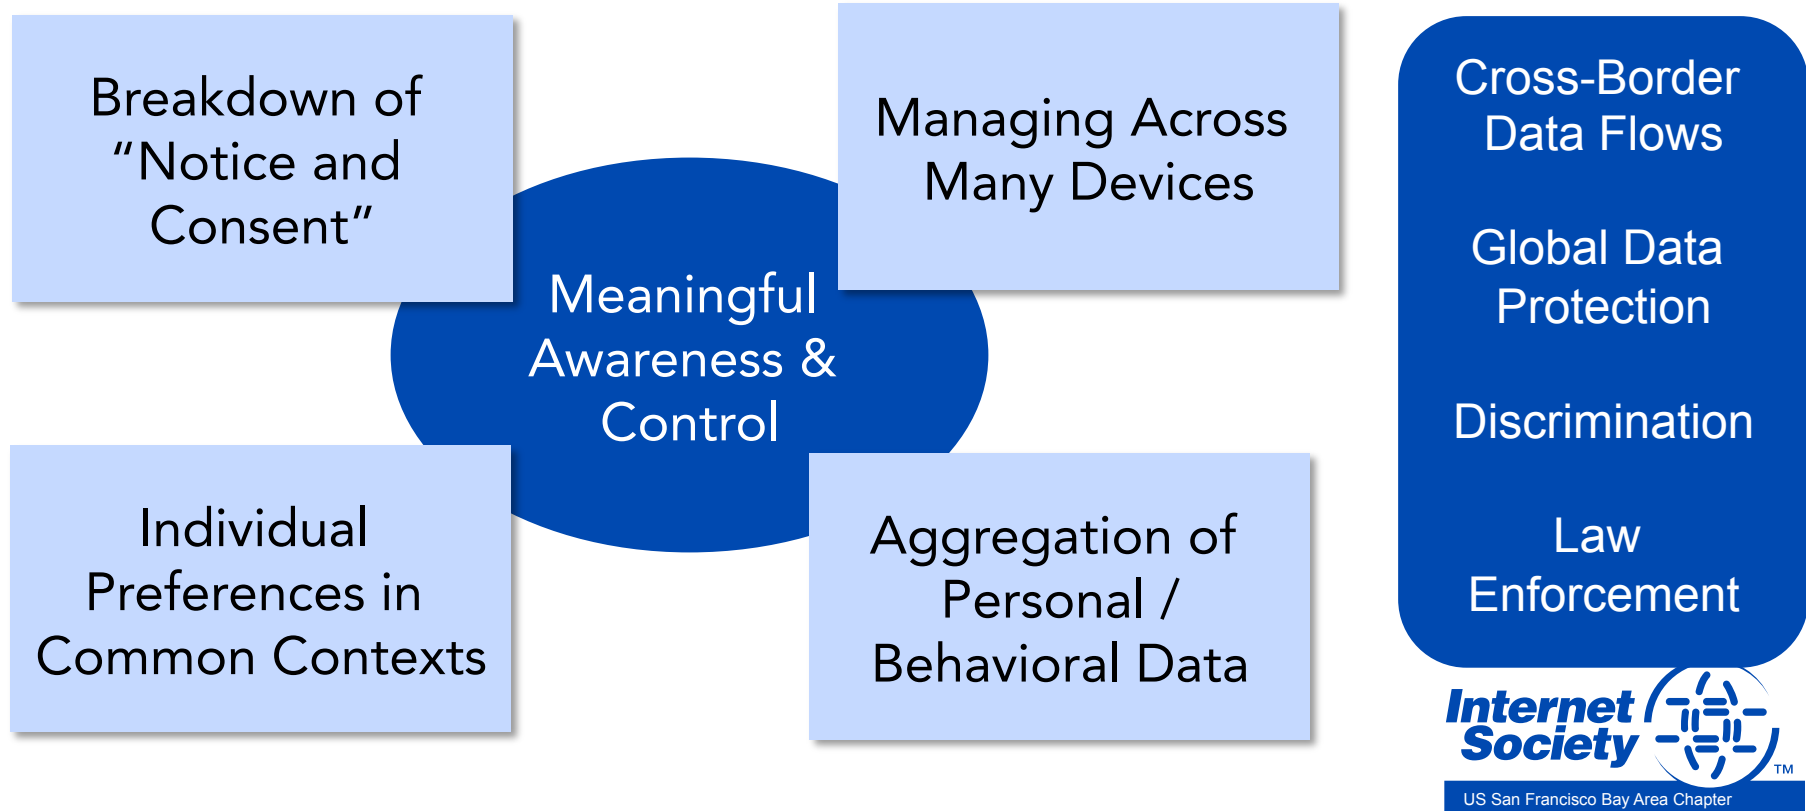 Breakdown of
“Notice and
Consent”
Managing Across
Many Devices
Meaningful
Awareness &
Control
Individual
Preferences in
Common Contexts
Aggregation of
Personal /
Behavioral Data
Cross-Border
Data Flows
Global Data
Protection
Discrimination
Law
Enforcement
Internet
Society
TM
US San Francisco Bay Area Chapter